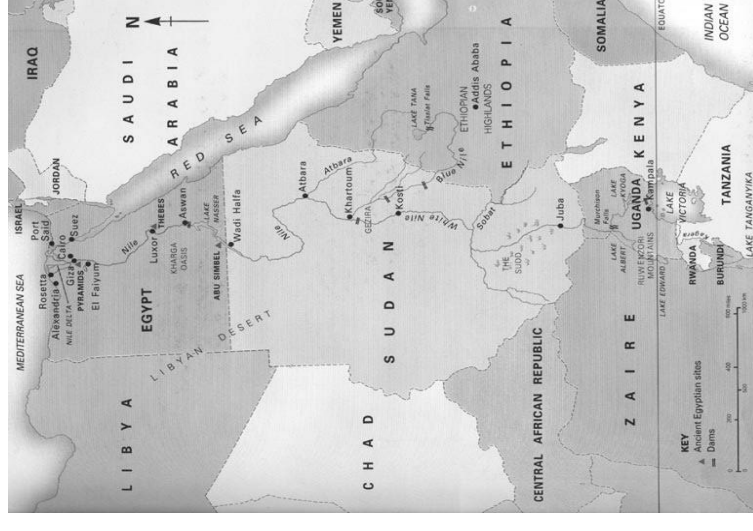 MEDITERRANEAN SEA
ISRAEL
JORDAN
IRAQ
SAUDI
ARABIA
N
YEMEN
RED SEA
Rosetta
Alexandria
Port
Said
Cairo
Suez
Giza
NILE DELTA
PYRAMIDS
El Faiyum
Nile
Luxor
THEBES
Aswan
KHARGA
OASIS
LAKE
NASSER
ABU SIMBEL
Wadi Halfa
EGYPT
LIBYA
LIBYAN DESERT
Nile
Atbara
Atbara
Khartoum
GEZIRA
Kosti
Blue Nile
White Nile
SUDAN
CHAD
LAKE TANA
Tissisat Falls
ETHIOPIAN
HIGHLANDS
Addis Ababa
ETHIOPIA
Sobat
THE
SUDD
Juba
CENTRAL AFRICAN REPUBLIC
SOMALIA
KENYA
UGANDA
Murchison
Falls
LAKE
KYOGA
Kampala
LAKE
ALBERT
RUWENZORI
MOUNTAINS
LAKE EDWARD
LAKE
VICTORIA
Kagera
RWANDA
BURUNDI
TANZANIA
LAKE TANGANYIKA
ZAIRE
INDIAN
OCEAN
KEY
Ancient Egyptian sites
Dams